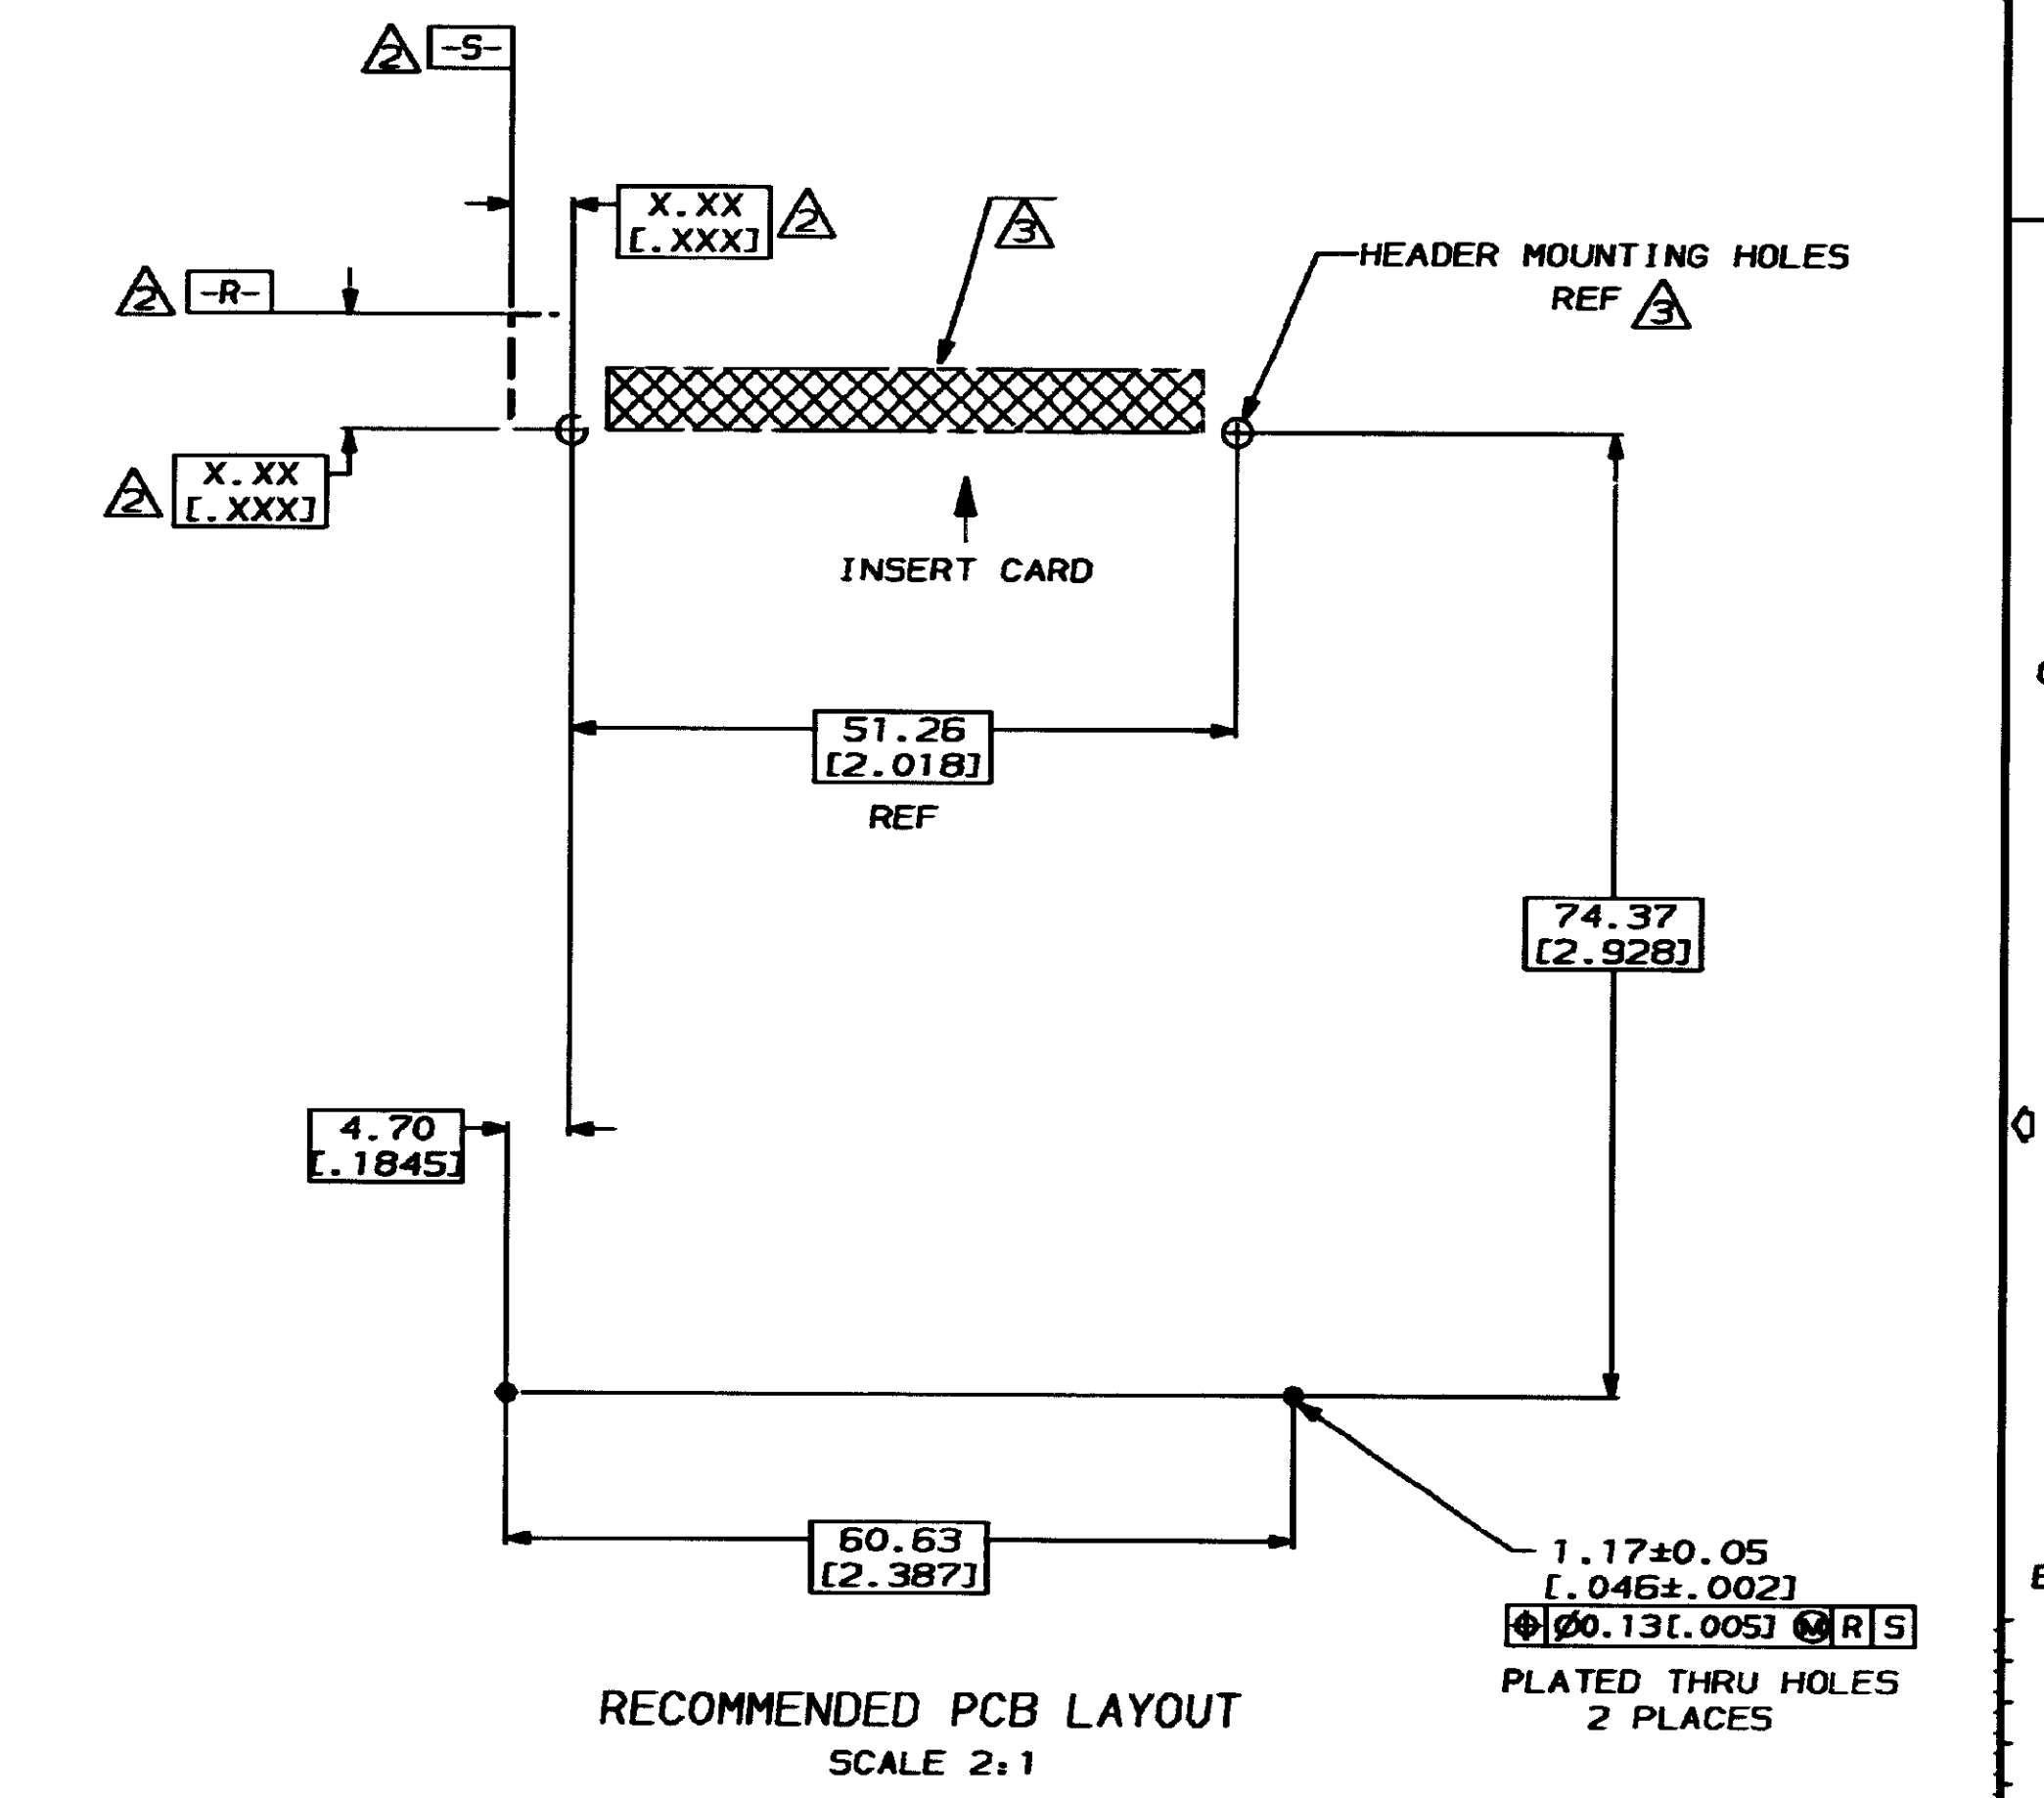 2 -S-
X.XX 2
[.XXX]
3
HEADER MOUNTING HOLES
REF 3
2 -R-
2 X.XX
[.XXX]
INSERT CARD
51.26
[2.018]
REF
74.37
[2.928]
4.70
[.1845]
60.63
[2.387]
1.17±0.05
[.046±.002]
⌖ Ø0.13[.005] Ⓜ R S
PLATED THRU HOLES
2 PLACES
RECOMMENDED PCB LAYOUT
SCALE 2:1